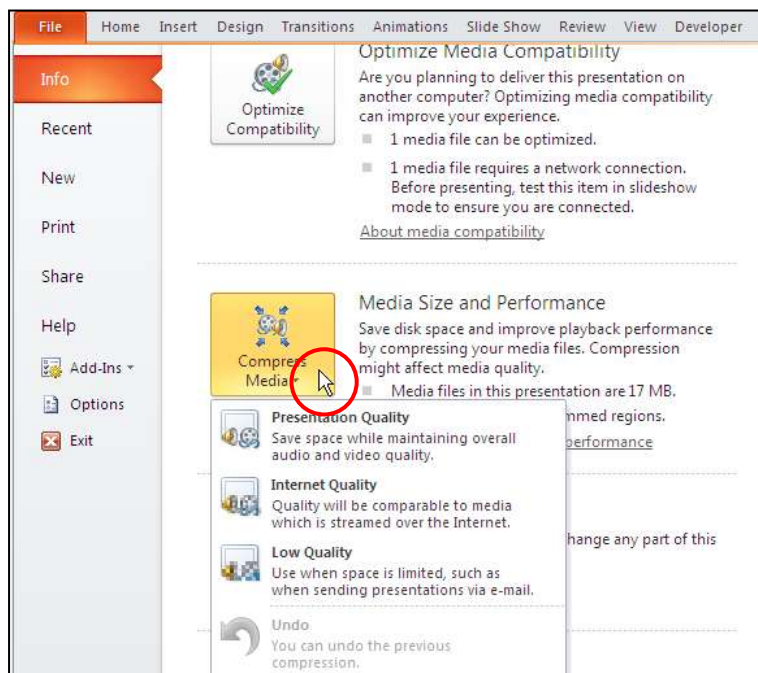 File Home Insert Design Transitions Animations Slide Show Review View Developer
Info
Recent
New
Print
Share
Help
Add-Ins
Options
Exit
Optimize
Compatibility
Optimize Media Compatibility
Are you planning to deliver this presentation on
another computer? Optimizing media compatibility
can improve your experience.
1 media file can be optimized.
1 media file requires a network connection.
Before presenting, test this item in slideshow
mode to ensure you are connected.
About media compatibility
Compress
Media
Media Size and Performance
Save disk space and improve playback performance
by compressing your media files. Compression
might affect media quality.
Media files in this presentation are 17 MB.
regions.
performance
any part of this
Presentation Quality
Save space while maintaining overall
audio and video quality.
Internet Quality
Quality will be comparable to media
which is streamed over the Internet.
Low Quality
Use when space is limited, such as
when sending presentations via e-mail.
Undo
You can undo the previous
compression.